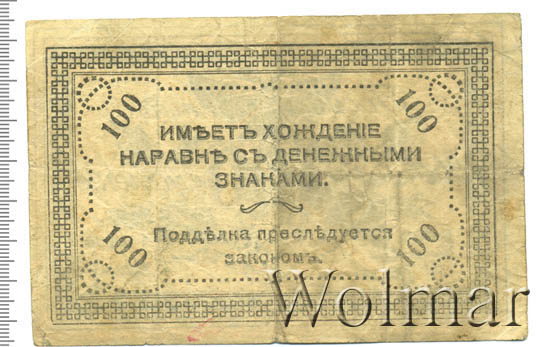 100 100
ИМѢЕТЪ ХОЖДЕНІЕ
НАРАВНѢ СЪ ДЕНЕЖНЫМИ
ЗНАКАМИ.
Поддѣлка преслѣдуется
закономъ.
100 100
Wolmar